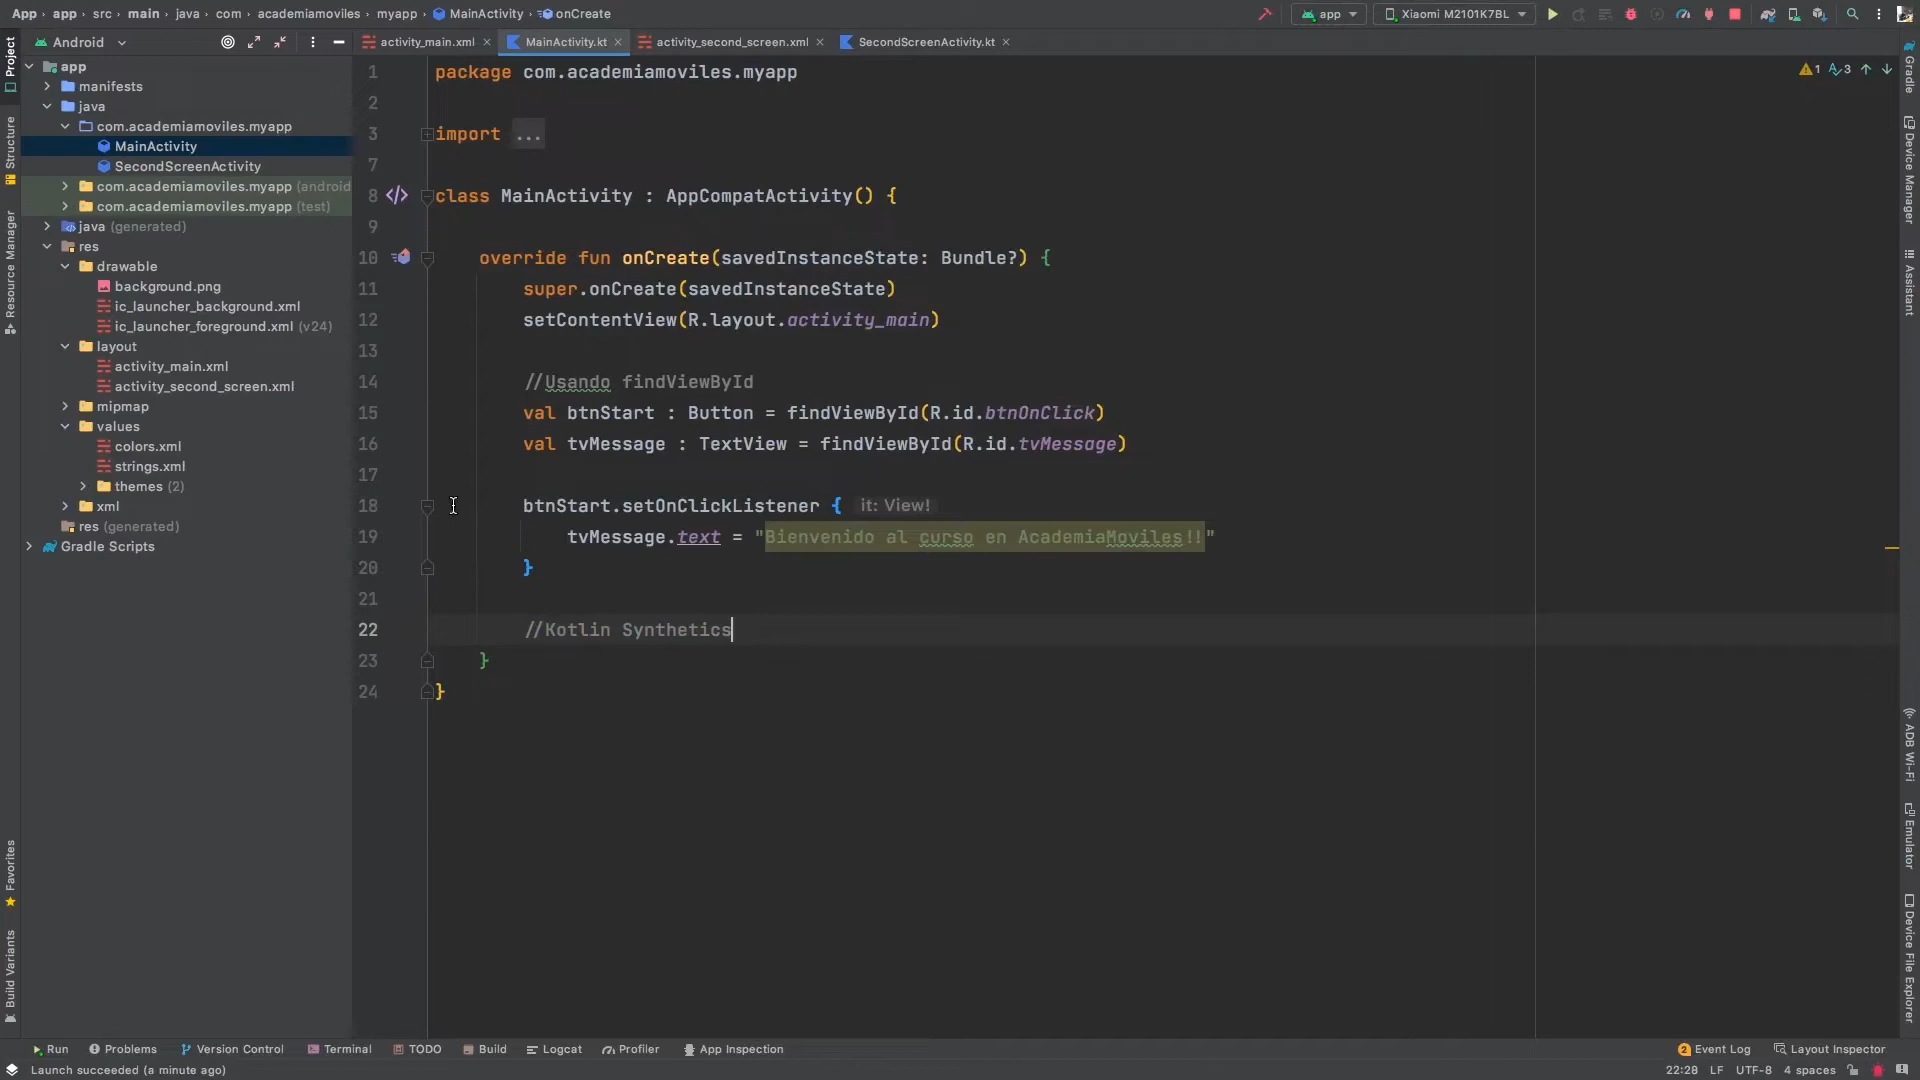 App › app › src › main › java › com › academiamoviles › myapp › MainActivity › onCreate
app
Xiaomi M2101K7BL
Android
activity_main.xml
MainActivity.kt
activity_second_screen.xml
SecondScreenActivity.kt
app
manifests
java
com.academiamoviles.myapp
MainActivity
SecondScreenActivity
com.academiamoviles.myapp (android
com.academiamoviles.myapp (test)
java (generated)
res
drawable
background.png
ic_launcher_background.xml
ic_launcher_foreground.xml (v24)
layout
activity_main.xml
activity_second_screen.xml
mipmap
values
colors.xml
strings.xml
themes (2)
xml
res (generated)
Gradle Scripts
Project
Structure
Resource Manager
Favorites
Build Variants
1 package com.academiamoviles.myapp
2
3 import ...
7
8 class MainActivity : AppCompatActivity() {
9
10 override fun onCreate(savedInstanceState: Bundle?) {
11 super.onCreate(savedInstanceState)
12 setContentView(R.layout.activity_main)
13
14 //Usando findViewById
15 val btnStart : Button = findViewById(R.id.btnOnClick)
16 val tvMessage : TextView = findViewById(R.id.tvMessage)
17
18 btnStart.setOnClickListener { it: View!
19 tvMessage.text = "Bienvenido al curso en AcademiaMoviles!!"
20 }
21
22 //Kotlin Synthetics
23 }
24 }
1 3
Gradle
Device Manager
Assistant
ADB Wi-Fi
Emulator
Device File Explorer
Run Problems Version Control Terminal TODO Build Logcat Profiler App Inspection
2 Event Log Layout Inspector
Launch succeeded (a minute ago)
22:28 LF UTF-8 4 spaces